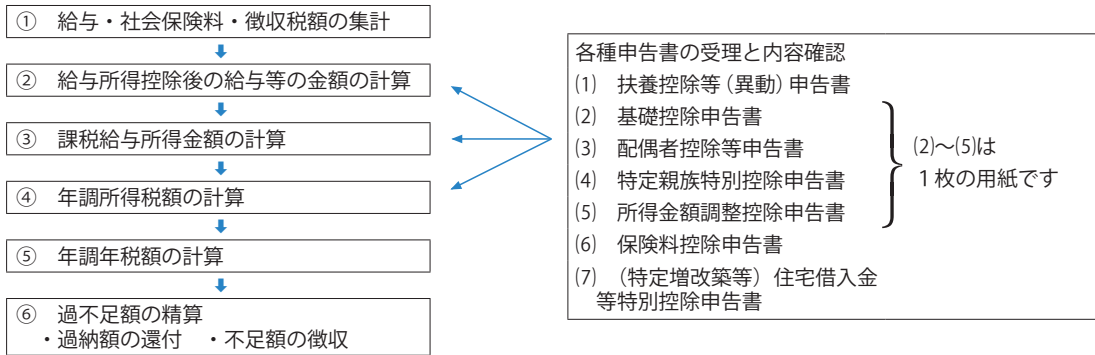 ① 給与・社会保険料・徴収税額の集計
② 給与所得控除後の給与等の金額の計算
③ 課税給与所得金額の計算
④ 年調所得税額の計算
⑤ 年調年税額の計算
⑥ 過不足額の精算
・過納額の還付 ・不足額の徴収
各種申告書の受理と内容確認
⑴ 扶養控除等(異動)申告書
⑵ 基礎控除申告書
⑶ 配偶者控除等申告書
⑷ 特定親族特別控除申告書
⑸ 所得金額調整控除申告書
⑵~⑸は
1枚の用紙です
⑹ 保険料控除申告書
⑺ (特定増改築等)住宅借入金
等特別控除申告書